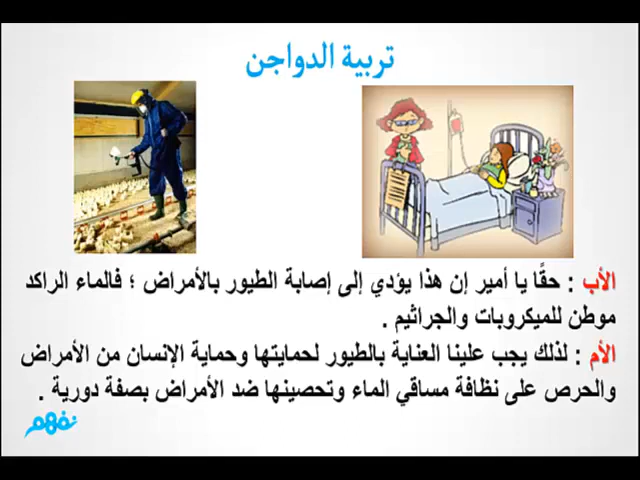 تربية الدواجن
الأب : حقًا يا أمير إن هذا يؤدي إلى إصابة الطيور بالأمراض ؛ فالماء الراكد
موطن للميكروبات والجراثيم .
الأم : لذلك يجب علينا العناية بالطيور لحمايتها وحماية الإنسان من الأمراض
والحرص على نظافة مساقي الماء وتحصينها ضد الأمراض بصفة دورية .
نفهم